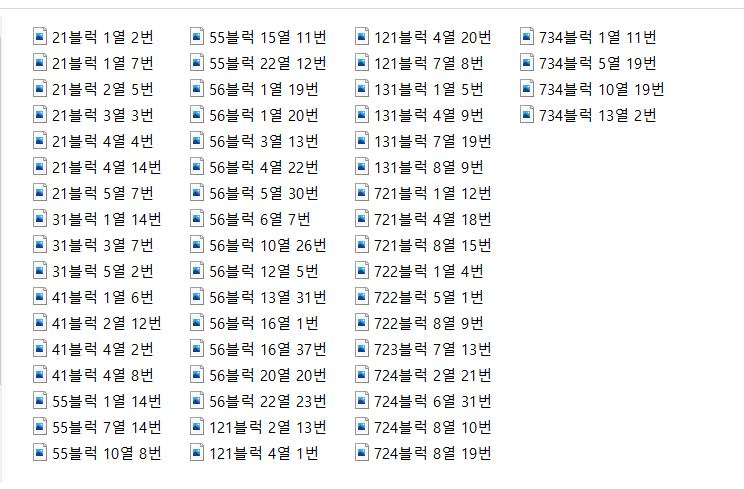 21블럭 1열 2번
21블럭 1열 7번
21블럭 2열 5번
21블럭 3열 3번
21블럭 4열 4번
21블럭 4열 14번
21블럭 5열 7번
31블럭 1열 14번
31블럭 3열 7번
31블럭 5열 2번
41블럭 1열 6번
41블럭 2열 12번
41블럭 4열 2번
41블럭 4열 8번
55블럭 1열 14번
55블럭 7열 14번
55블럭 10열 8번
55블럭 15열 11번
55블럭 22열 12번
56블럭 1열 19번
56블럭 1열 20번
56블럭 3열 13번
56블럭 4열 22번
56블럭 5열 30번
56블럭 6열 7번
56블럭 10열 26번
56블럭 12열 5번
56블럭 13열 31번
56블럭 16열 1번
56블럭 16열 37번
56블럭 20열 20번
56블럭 22열 23번
121블럭 2열 13번
121블럭 4열 1번
121블럭 4열 20번
121블럭 7열 8번
131블럭 1열 5번
131블럭 4열 9번
131블럭 7열 19번
131블럭 8열 9번
721블럭 1열 12번
721블럭 4열 18번
721블럭 8열 15번
722블럭 1열 4번
722블럭 5열 1번
722블럭 8열 9번
723블럭 7열 13번
724블럭 2열 21번
724블럭 6열 31번
724블럭 8열 10번
724블럭 8열 19번
734블럭 1열 11번
734블럭 5열 19번
734블럭 10열 19번
734블럭 13열 2번